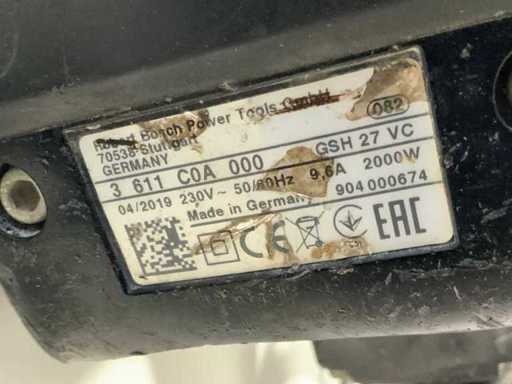 Robert Bosch Power Tools GmbH
70538-Stuttgart
GERMANY
082
3 611 C0A 000 GSH 27 VC
04/2019 230V~ 50/60Hz 9,6A 2000W
Made in Germany 904 000674
CE EAC